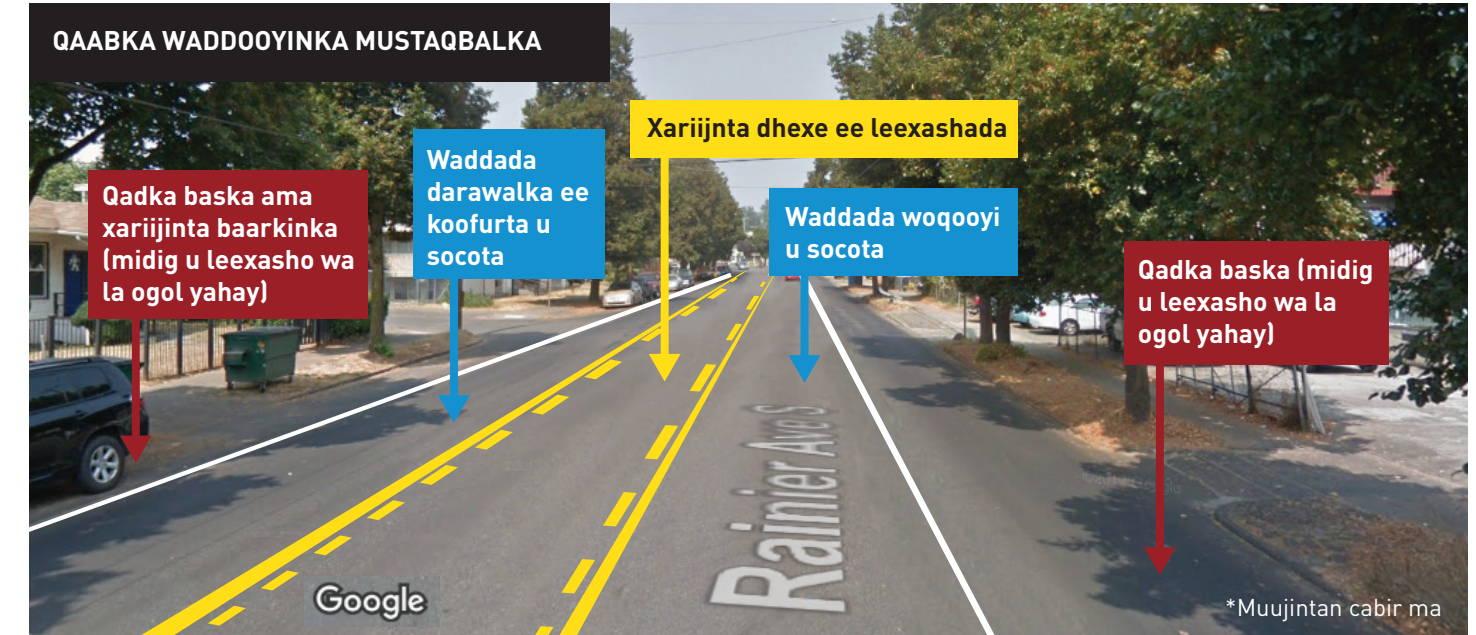 QAABKA WADDOOYINKA MUSTAQBALKA
Xariijnta dhexe ee leexashada
Waddada
darawalka ee
koofurta u
socota
Qadka baska ama
xariijinta baarkinka
(midig u leexasho wa
la ogol yahay)
Waddada woqooyi
u socota
Qadka baska (midig
u leexasho wa la
ogol yahay)
Rainier Ave S
Google
*Muujintan cabir ma